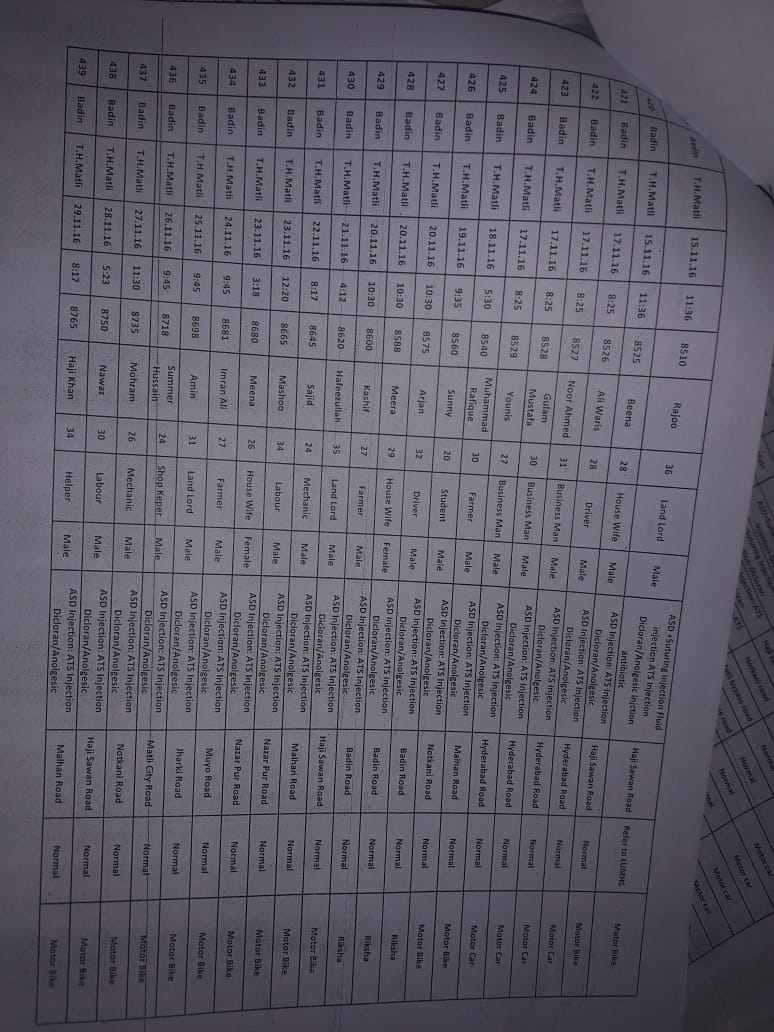 Notkani road Normal Motor car
Normal Motor car
Motor car
Motor car
Badin T.H.Matli 15.11.16 11:36 8510 Rajoo 36 Land Lord Male ASD +Suturing injection Fluid
injection ATS Injection
Dicloran/Anolgesic injction
antibiotic Haji Sawan Road Refer to LUMHS Motor Bike
420 Badin T.H.Matli 15.11.16 11:36 8525 Beena 28 House Wife Male ASD Injection: ATS Injection
Dicloran/Anolgesic Haji Sawan Road Normal Motor Bike
421 Badin T.H.Matli 17.11.16 8:25 8526 Ali Waris 28 Driver Male ASD Injection: ATS Injection
Dicloran/Anolgesic Hyderabad Road Normal Motor Car
422 Badin T.H.Matli 17.11.16 8:25 8527 Noor Ahmed 31 Business Man Male ASD Injection: ATS Injection
Dicloran/Anolgesic Hyderabad Road Normal Motor Car
423 Badin T.H.Matli 17.11.16 8:25 8528 Gulam
Mustafa 30 Business Man Male ASD Injection: ATS Injection
Dicloran/Anolgesic Hyderabad Road Normal Motor Car
424 Badin T.H.Matli 17.11.16 8:25 8529 Younis 27 Business Man Male ASD Injection: ATS Injection
Dicloran/Anolgesic Hyderabad Road Normal Motor Car
425 Badin T.H.Matli 18.11.16 5:30 8540 Muhammad
Rafique 30 Farmer Male ASD Injection: ATS Injection
Dicloran/Anolgesic Malhan Road Normal Motor Bike
426 Badin T.H.Matli 19.11.16 9:35 8560 Sunny 20 Student Male ASD Injection: ATS Injection
Dicloran/Anolgesic Notkani Road Normal Motor Bike
427 Badin T.H.Matli 20.11.16 10:30 8575 Arjan 32 Driver Male ASD Injection: ATS Injection
Dicloran/Anolgesic Badin Road Normal Riksha
428 Badin T.H.Matli 20.11.16 10:30 8588 Meera 29 House Wife Female ASD Injection: ATS Injection
Dicloran/Anolgesic Badin Road Normal Riksha
429 Badin T.H.Matli 20.11.16 10:30 8600 Kashif 27 Farmer Male ASD Injection: ATS Injection
Dicloran/Anolgesic Badin Road Normal Riksha
430 Badin T.H.Matli 21.11.16 4:12 8620 Hafeezullah 35 Land Lord Male ASD Injection: ATS Injection
Dicloran/Anolgesic Haji Sawan Road Normal Motor Bike
431 Badin T.H.Matli 22.11.16 8:17 8645 Sajid 24 Mechanic Male ASD Injection: ATS Injection
Dicloran/Anolgesic Malhan Road Normal Motor Bike
432 Badin T.H.Matli 23.11.16 12:20 8665 Mashoo 34 Labour Male ASD Injection: ATS Injection
Dicloran/Anolgesic Nazar Pur Road Normal Motor Bike
433 Badin T.H.Matli 23.11.16 3:18 8680 Meena 26 House Wife Female ASD Injection: ATS Injection
Dicloran/Anolgesic Nazar Pur Road Normal Motor Bike
434 Badin T.H.Matli 24.11.16 9:45 8681 Imran Ali 27 Farmer Male ASD Injection: ATS Injection
Dicloran/Anolgesic Muyo Road Normal Motor Bike
435 Badin T.H.Matli 25.11.16 9:45 8698 Amin 31 Land Lord Male ASD Injection: ATS Injection
Dicloran/Anolgesic Jharki Road Normal Motor Bike
436 Badin T.H.Matli 26.11.16 9:45 8718 Summer
Hussain 24 Shop Keper Male ASD Injection: ATS Injection
Dicloran/Anolgesic Matli City Road Normal Motor Bike
437 Badin T.H.Matli 27.11.16 11:30 8735 Mohram 26 Mechanic Male ASD Injection: ATS Injection
Dicloran/Anolgesic Notkani Road Normal Motor Bike
438 Badin T.H.Matli 28.11.16 5:23 8750 Nawaz 30 Labour Male ASD Injection: ATS Injection
Dicloran/Anolgesic Haji Sawan Road Normal Motor Bike
439 Badin T.H.Matli 29.11.16 8:17 8765 Haji Khan 34 Helper Male ASD Injection: ATS Injection
Dicloran/Anolgesic Malhan Road Normal Motor Bike